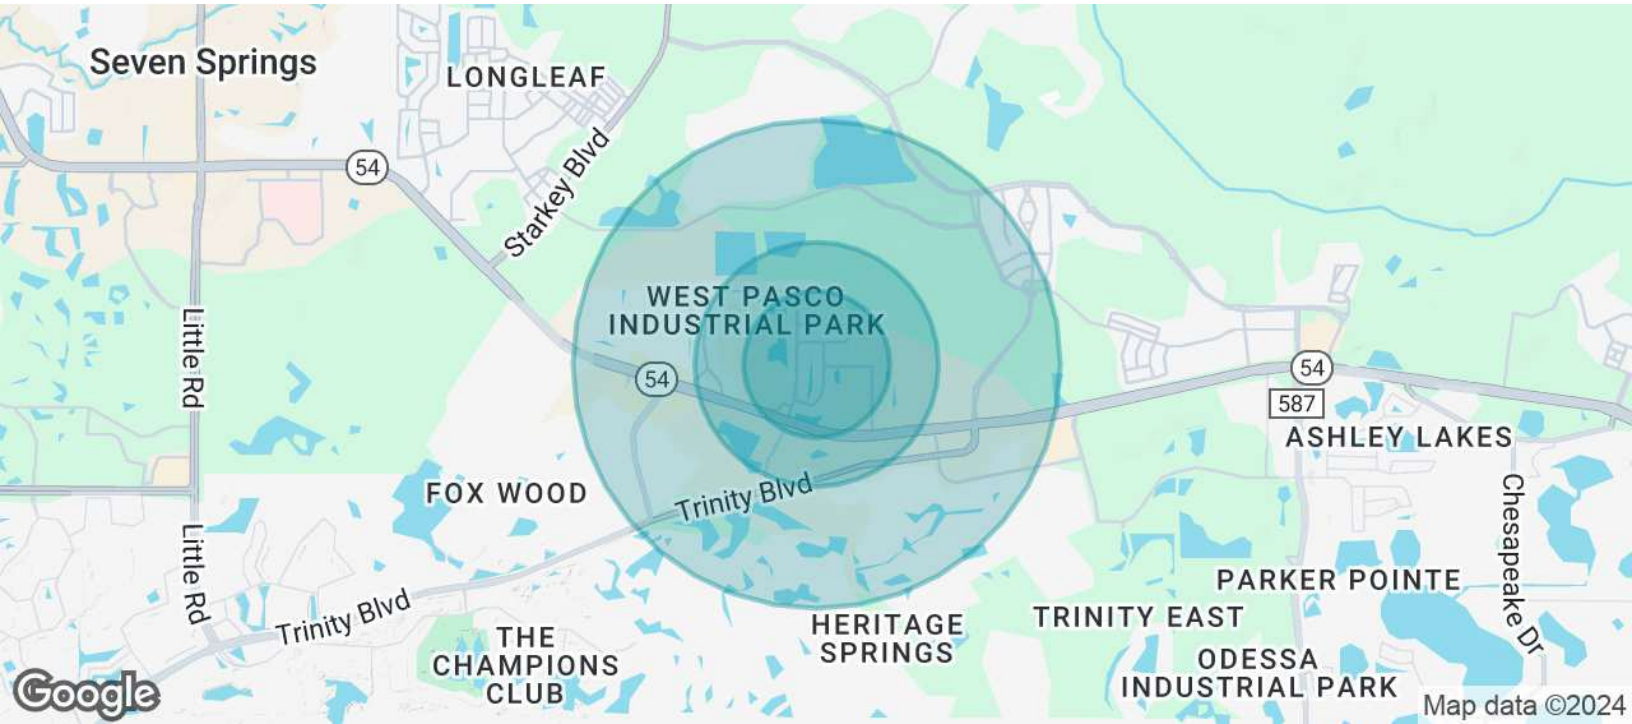 Seven Springs
LONGLEAF
54
Starkey Blvd
WEST PASCO
INDUSTRIAL PARK
Little Rd
54
54
587
ASHLEY LAKES
FOX WOOD
Trinity Blvd
Chesapeake Dr
Little Rd
PARKER POINTE
Trinity Blvd
HERITAGE
SPRINGS
TRINITY EAST
THE
CHAMPIONS
CLUB
ODESSA
INDUSTRIAL PARK
Google
Map data ©2024